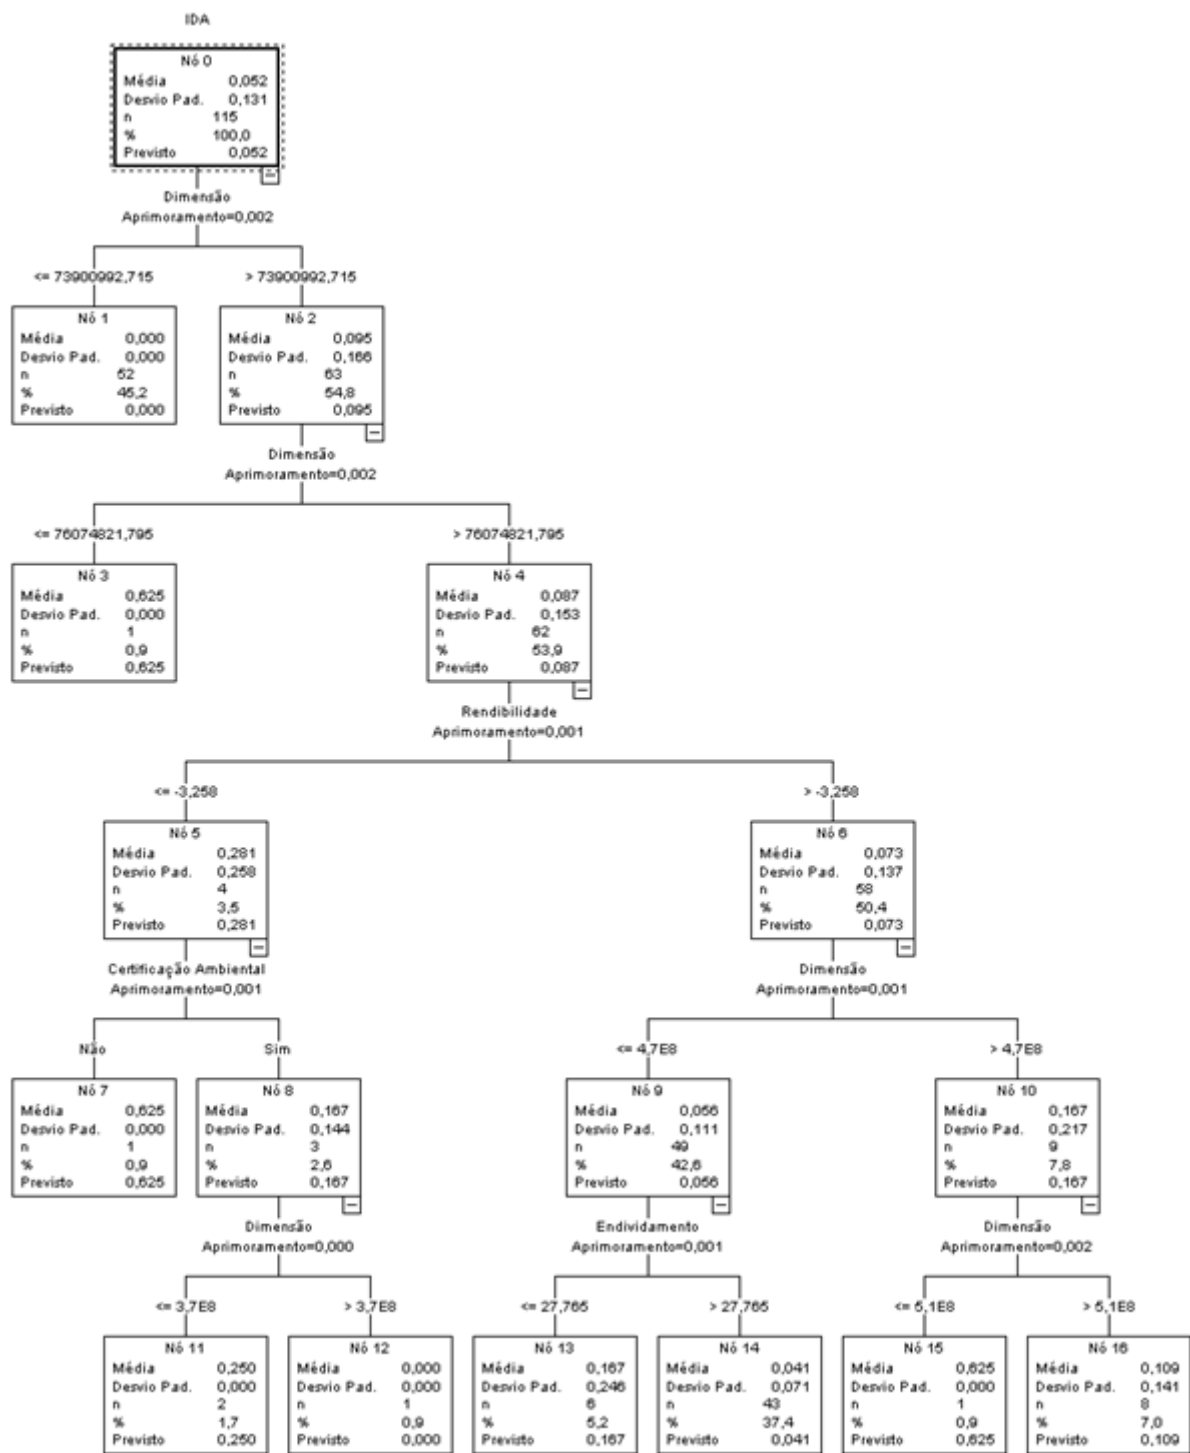 IDA
Nó 0
Média 0,052
Desvio Pad. 0,131
n 115
% 100,0
Previsto 0,052
Dimensão
Aprimoramento=0,002
<= 73900992,715
> 73900992,715
Nó 1
Média 0,000
Desvio Pad. 0,000
n 52
% 45,2
Previsto 0,000
Nó 2
Média 0,095
Desvio Pad. 0,166
n 63
% 54,8
Previsto 0,095
Dimensão
Aprimoramento=0,002
<= 76074821,795
> 76074821,795
Nó 3
Média 0,625
Desvio Pad. 0,000
n 1
% 0,9
Previsto 0,625
Nó 4
Média 0,087
Desvio Pad. 0,153
n 62
% 53,9
Previsto 0,087
Rendibilidade
Aprimoramento=0,001
<= -3,258
> -3,258
Nó 5
Média 0,281
Desvio Pad. 0,258
n 4
% 3,5
Previsto 0,281
Nó 6
Média 0,073
Desvio Pad. 0,137
n 58
% 50,4
Previsto 0,073
Certificação Ambiental
Aprimoramento=0,001
Dimensão
Aprimoramento=0,001
Não
Sim
<= 4,7E8
> 4,7E8
Nó 7
Média 0,625
Desvio Pad. 0,000
n 1
% 0,9
Previsto 0,625
Nó 8
Média 0,167
Desvio Pad. 0,144
n 3
% 2,6
Previsto 0,167
Nó 9
Média 0,056
Desvio Pad. 0,111
n 49
% 42,6
Previsto 0,056
Nó 10
Média 0,167
Desvio Pad. 0,217
n 9
% 7,8
Previsto 0,167
Dimensão
Aprimoramento=0,000
Endividamento
Aprimoramento=0,001
Dimensão
Aprimoramento=0,002
<= 3,7E8
> 3,7E8
<= 27,765
> 27,765
<= 5,1E8
> 5,1E8
Nó 11
Média 0,250
Desvio Pad. 0,000
n 2
% 1,7
Previsto 0,250
Nó 12
Média 0,000
Desvio Pad. 0,000
n 1
% 0,9
Previsto 0,000
Nó 13
Média 0,167
Desvio Pad. 0,246
n 6
% 5,2
Previsto 0,167
Nó 14
Média 0,041
Desvio Pad. 0,071
n 43
% 37,4
Previsto 0,041
Nó 15
Média 0,625
Desvio Pad. 0,000
n 1
% 0,9
Previsto 0,625
Nó 16
Média 0,109
Desvio Pad. 0,141
n 8
% 7,0
Previsto 0,109